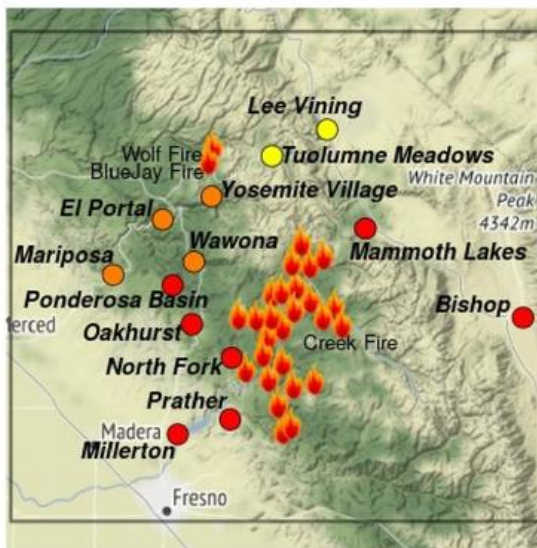 Lee Vining
Wolf Fire
Tuolumne Meadows
BlueJay Fire
White Mountain
Yosemite Village
Peak
El Portal
4342m
Wawona
Mariposa
Mammoth Lakes
Ponderosa Basin
Bishop
Oakhurst
Creek Fire
North Fork
Prather
Madera
Millerton
Fresno